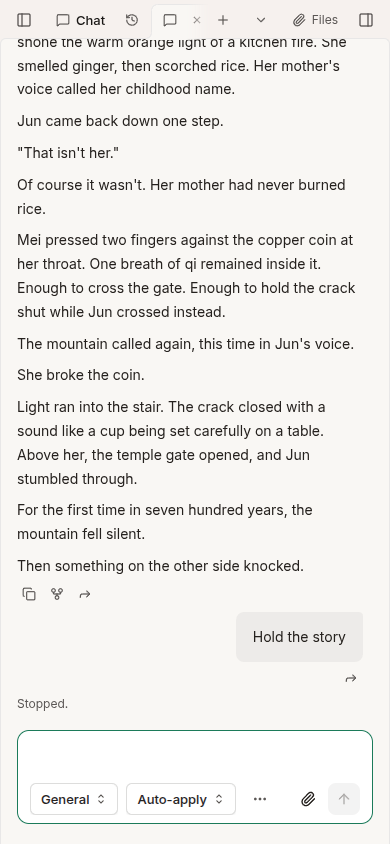 Chat
Files
shone the warm orange light of a kitchen fire. She
smelled ginger, then scorched rice. Her mother's
voice called her childhood name.
Jun came back down one step.
"That isn't her."
Of course it wasn't. Her mother had never burned
rice.
Mei pressed two fingers against the copper coin at
her throat. One breath of qi remained inside it.
Enough to cross the gate. Enough to hold the crack
shut while Jun crossed instead.
The mountain called again, this time in Jun's voice.
She broke the coin.
Light ran into the stair. The crack closed with a
sound like a cup being set carefully on a table.
Above her, the temple gate opened, and Jun
stumbled through.
For the first time in seven hundred years, the
mountain fell silent.
Then something on the other side knocked.
Hold the story
Stopped.
General
Auto-apply